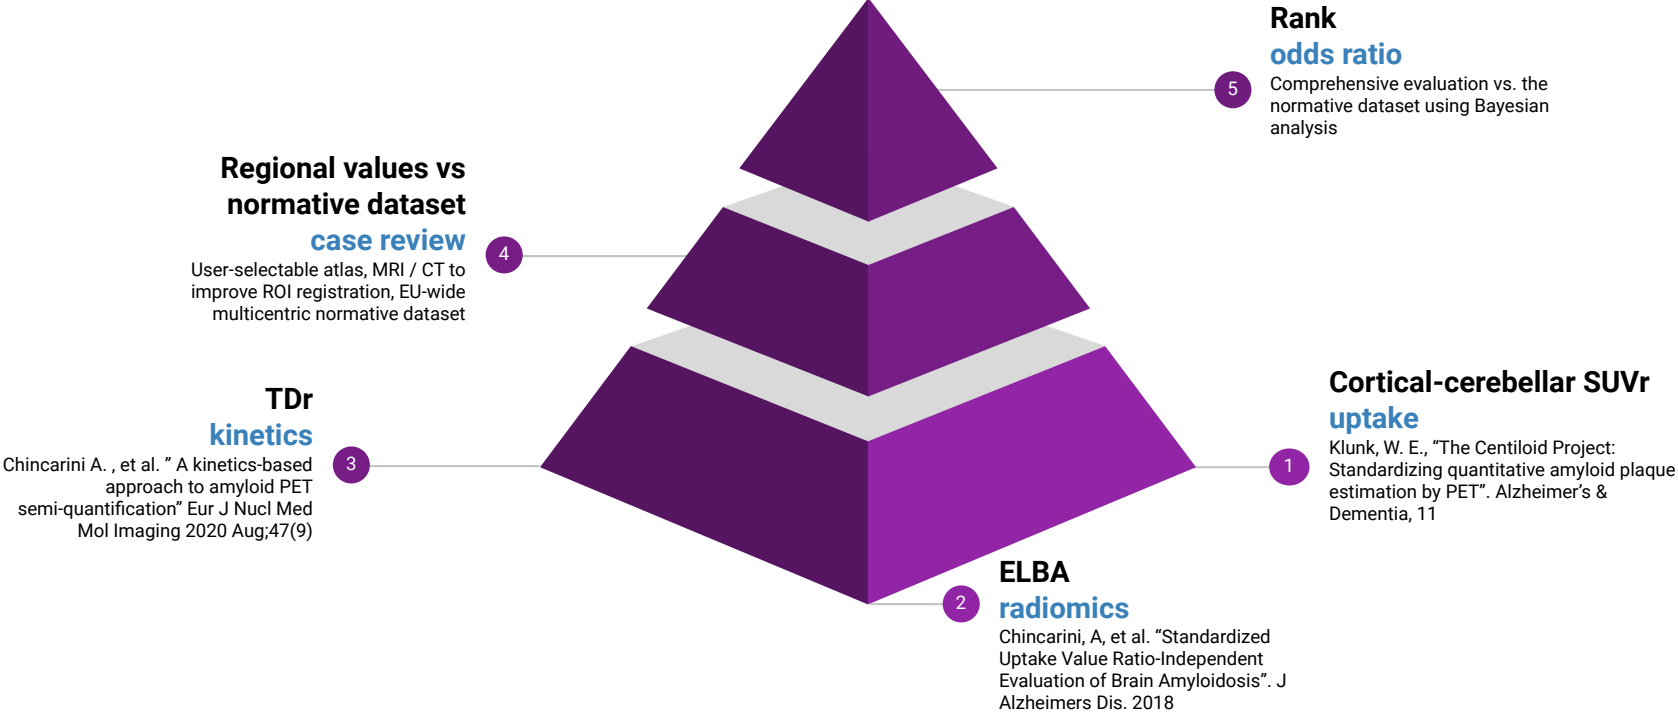 Rank
odds ratio
5
Comprehensive evaluation vs. the
normative dataset using Bayesian
analysis
Regional values vs
normative dataset
case review
4
User-selectable atlas, MRI / CT to
improve ROI registration, EU-wide
multicentric normative dataset
TDr
kinetics
3
Chincarini A. , et al. ” A kinetics-based
approach to amyloid PET
semi-quantification” Eur J Nucl Med
Mol Imaging 2020 Aug;47(9)
Cortical-cerebellar SUVr
uptake
1
Klunk, W. E., “The Centiloid Project:
Standardizing quantitative amyloid plaque
estimation by PET”. Alzheimer’s &
Dementia, 11
ELBA
2
radiomics
Chincarini, A, et al. “Standardized
Uptake Value Ratio-Independent
Evaluation of Brain Amyloidosis”. J
Alzheimers Dis. 2018